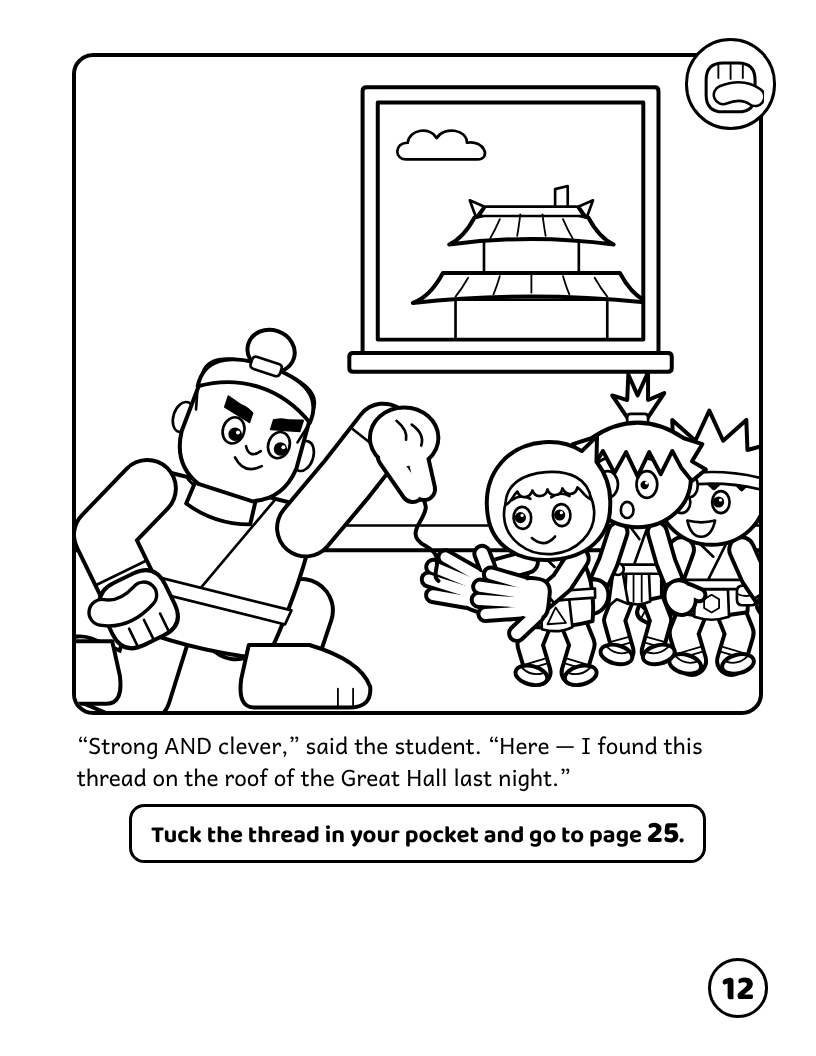 “Strong AND clever,” said the student. “Here — I found this
thread on the roof of the Great Hall last night.”
Tuck the thread in your pocket and go to page 25.
12